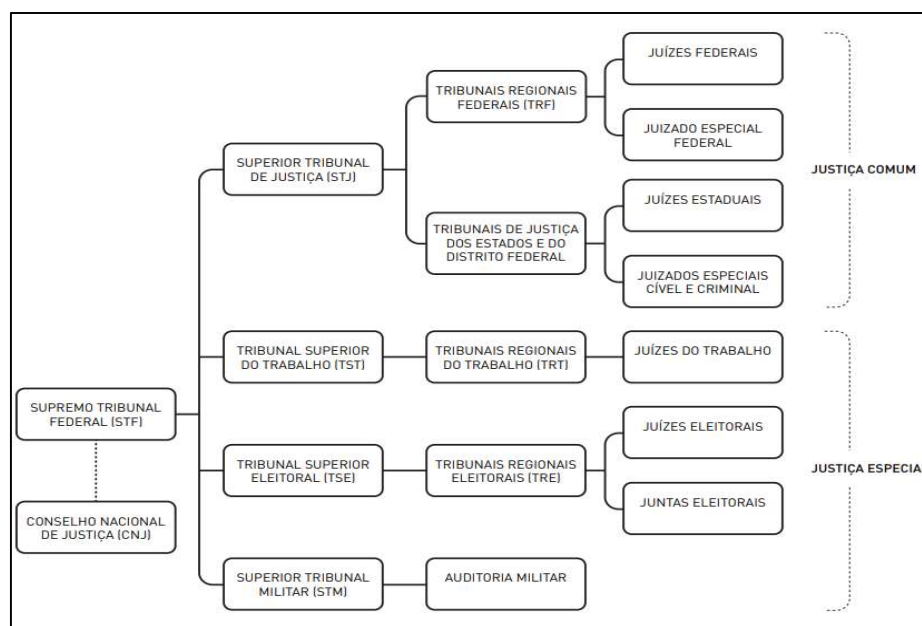 JUÍZES FEDERAIS
TRIBUNAIS REGIONAIS
FEDERAIS (TRF)
JUIZADO ESPECIAL
FEDERAL
SUPERIOR TRIBUNAL
DE JUSTIÇA (STJ)
JUSTIÇA COMUM
JUÍZES ESTADUAIS
TRIBUNAIS DE JUSTIÇA
DOS ESTADOS E DO
DISTRITO FEDERAL
JUIZADOS ESPECIAIS
CÍVEL E CRIMINAL
TRIBUNAL SUPERIOR
DO TRABALHO (TST)
TRIBUNAIS REGIONAIS
DO TRABALHO (TRT)
JUÍZES DO TRABALHO
SUPREMO TRIBUNAL
FEDERAL (STF)
JUÍZES ELEITORAIS
TRIBUNAL SUPERIOR
ELEITORAL (TSE)
TRIBUNAIS REGIONAIS
ELEITORAIS (TRE)
JUSTIÇA ESPECIA
JUNTAS ELEITORAIS
CONSELHO NACIONAL
DE JUSTIÇA (CNJ)
SUPERIOR TRIBUNAL
MILITAR (STM)
AUDITORIA MILITAR